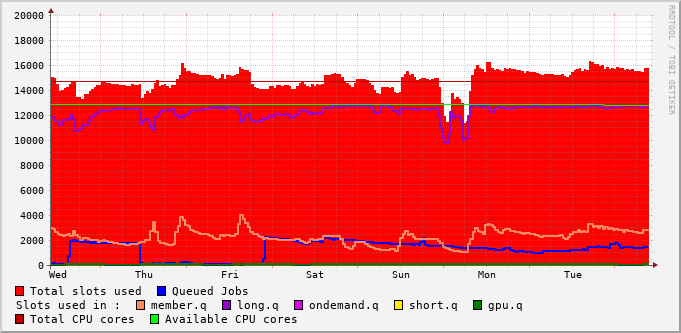 20000
18000
16000
14000
12000
10000
8000
6000
4000
2000
0
Wed Thu Fri Sat Sun Mon Tue
RRDTOOL / TOBI OETIKER
Total slots used Queued Jobs
Slots used in : member.q long.q ondemand.q short.q gpu.q
Total CPU cores Available CPU cores